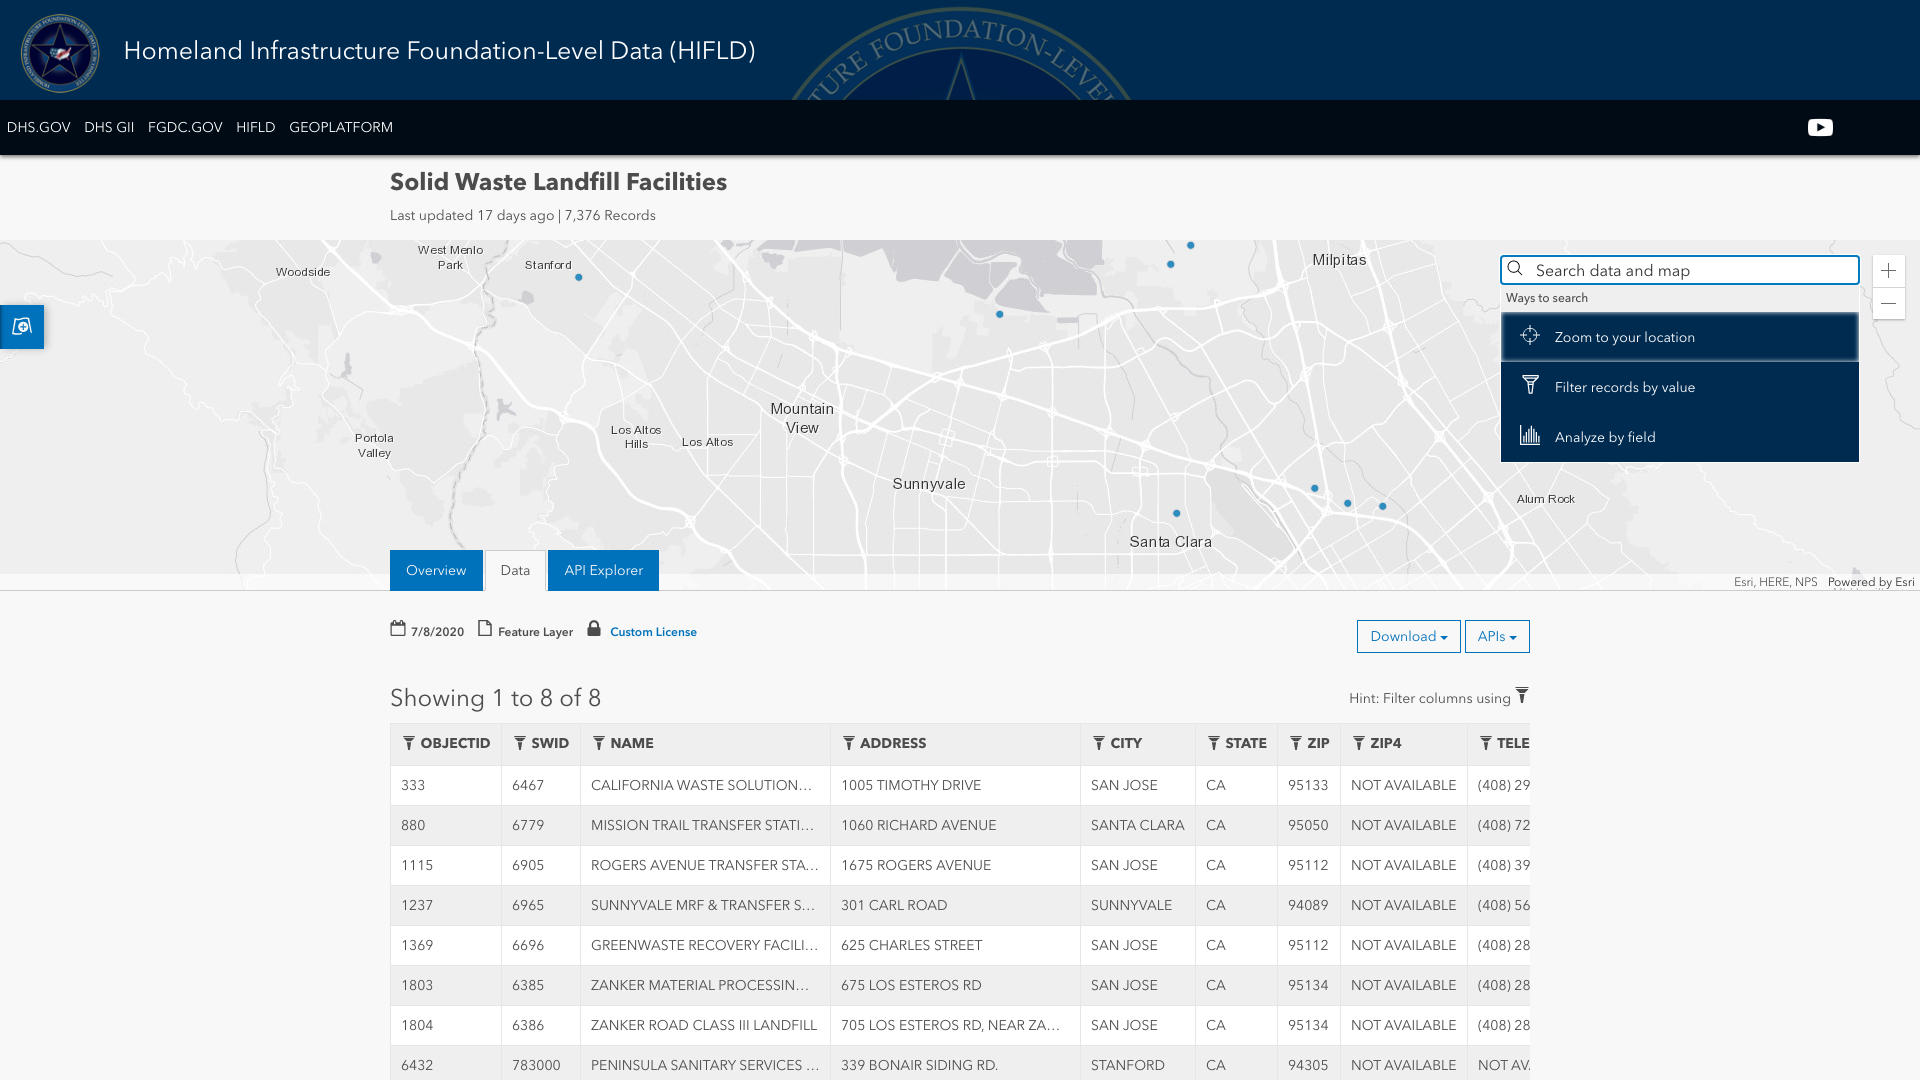 Homeland Infrastructure Foundation-Level Data (HIFLD)
TURE FOUNDATION-LEVEL
DHS.GOV DHS GII FGDC.GOV HIFLD GEOPLATFORM
Solid Waste Landfill Facilities
Last updated 17 days ago | 7,376 Records
West Menlo
Park
Woodside
Stanford
Milpitas
Search data and map
Ways to search
Zoom to your location
Filter records by value
Analyze by field
Mountain
View
Los Altos
Hills
Los Altos
Portola
Valley
Sunnyvale
Alum Rock
Santa Clara
Overview Data API Explorer
Esri, HERE, NPS Powered by Esri
7/8/2020 Feature Layer Custom License
Download APIs
Showing 1 to 8 of 8
Hint: Filter columns using
OBJECTID SWID NAME ADDRESS CITY STATE ZIP ZIP4 TELE
333 6467 CALIFORNIA WASTE SOLUTION... 1005 TIMOTHY DRIVE SAN JOSE CA 95133 NOT AVAILABLE (408) 29
880 6779 MISSION TRAIL TRANSFER STATI... 1060 RICHARD AVENUE SANTA CLARA CA 95050 NOT AVAILABLE (408) 72
1115 6905 ROGERS AVENUE TRANSFER STA... 1675 ROGERS AVENUE SAN JOSE CA 95112 NOT AVAILABLE (408) 39
1237 6965 SUNNYVALE MRF & TRANSFER S... 301 CARL ROAD SUNNYVALE CA 94089 NOT AVAILABLE (408) 56
1369 6696 GREENWASTE RECOVERY FACILI... 625 CHARLES STREET SAN JOSE CA 95112 NOT AVAILABLE (408) 28
1803 6385 ZANKER MATERIAL PROCESSIN... 675 LOS ESTEROS RD SAN JOSE CA 95134 NOT AVAILABLE (408) 28
1804 6386 ZANKER ROAD CLASS III LANDFILL 705 LOS ESTEROS RD, NEAR ZA... SAN JOSE CA 95134 NOT AVAILABLE (408) 28
6432 783000 PENINSULA SANITARY SERVICES ... 339 BONAIR SIDING RD. STANFORD CA 94305 NOT AVAILABLE NOT AV